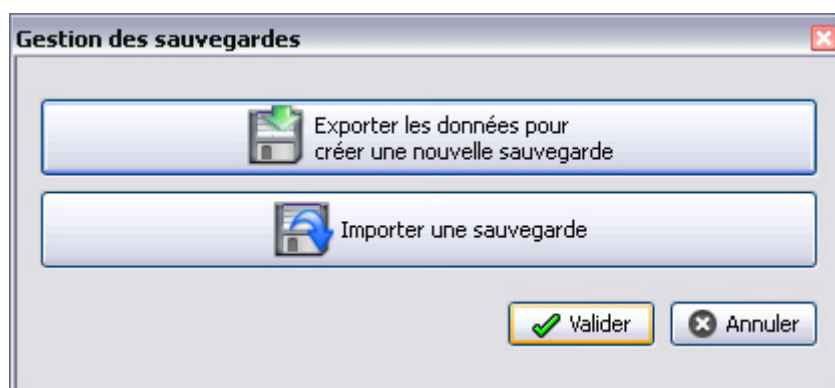 Gestion des sauvegardes
Exporter les données pour
créer une nouvelle sauvegarde
Importer une sauvegarde
Valider
Annuler